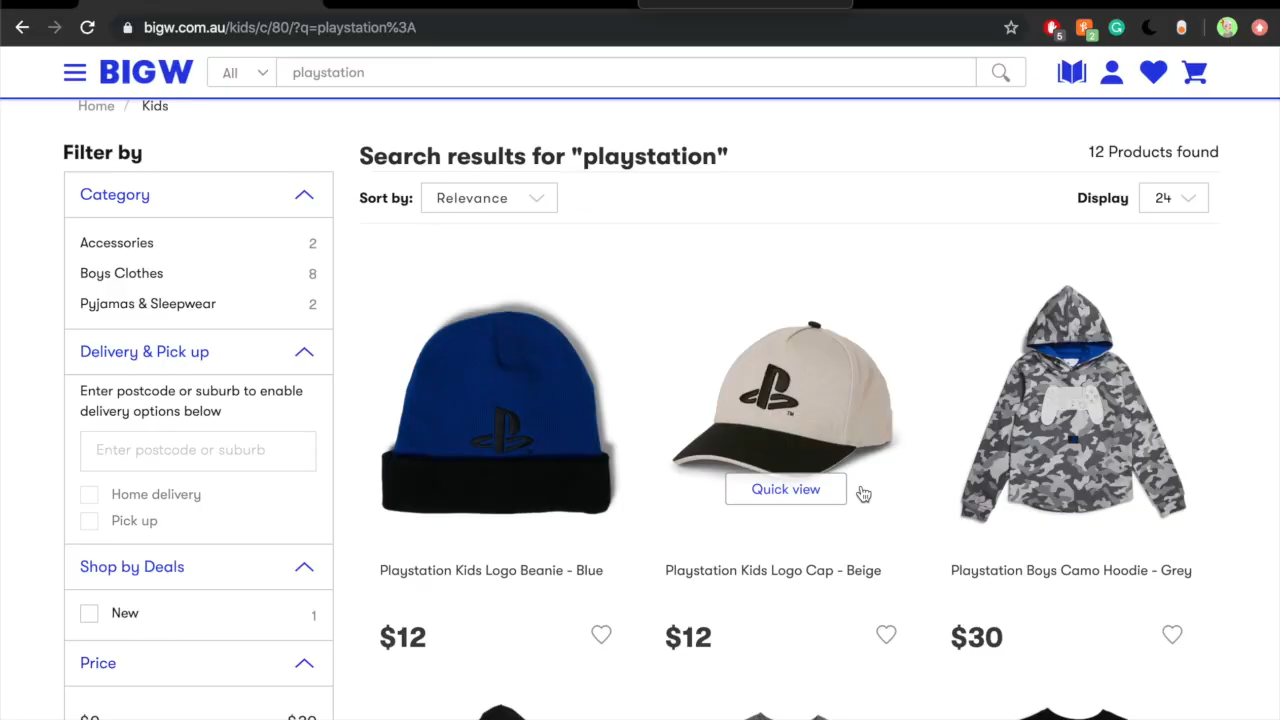 bigw.com.au/kids/c/80/?q=playstation%3A
5
2
BIGW
All
playstation
Home / Kids
Filter by
Search results for "playstation"
12 Products found
Category
Sort by: Relevance
Display 24
Accessories 2
Boys Clothes 8
Pyjamas & Sleepwear 2
Delivery & Pick up
Enter postcode or suburb to enable
delivery options below
Enter postcode or suburb
Home delivery
Pick up
Shop by Deals
New 1
Price
Quick view
TM
Playstation Kids Logo Beanie - Blue
Playstation Kids Logo Cap - Beige
Playstation Boys Camo Hoodie - Grey
$12
$12
$30